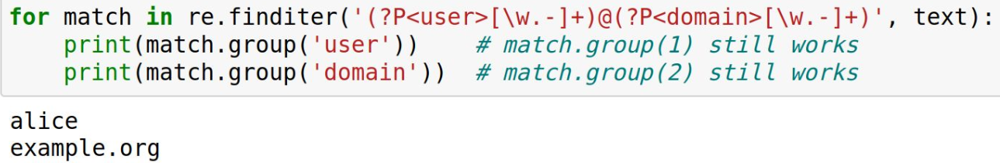 for match in re.finditer('(?P<user>[\w.-]+)@(?P<domain>[\w.-]+)', text):
    print(match.group('user'))     # match.group(1) still works
    print(match.group('domain'))  # match.group(2) still works
alice
example.org